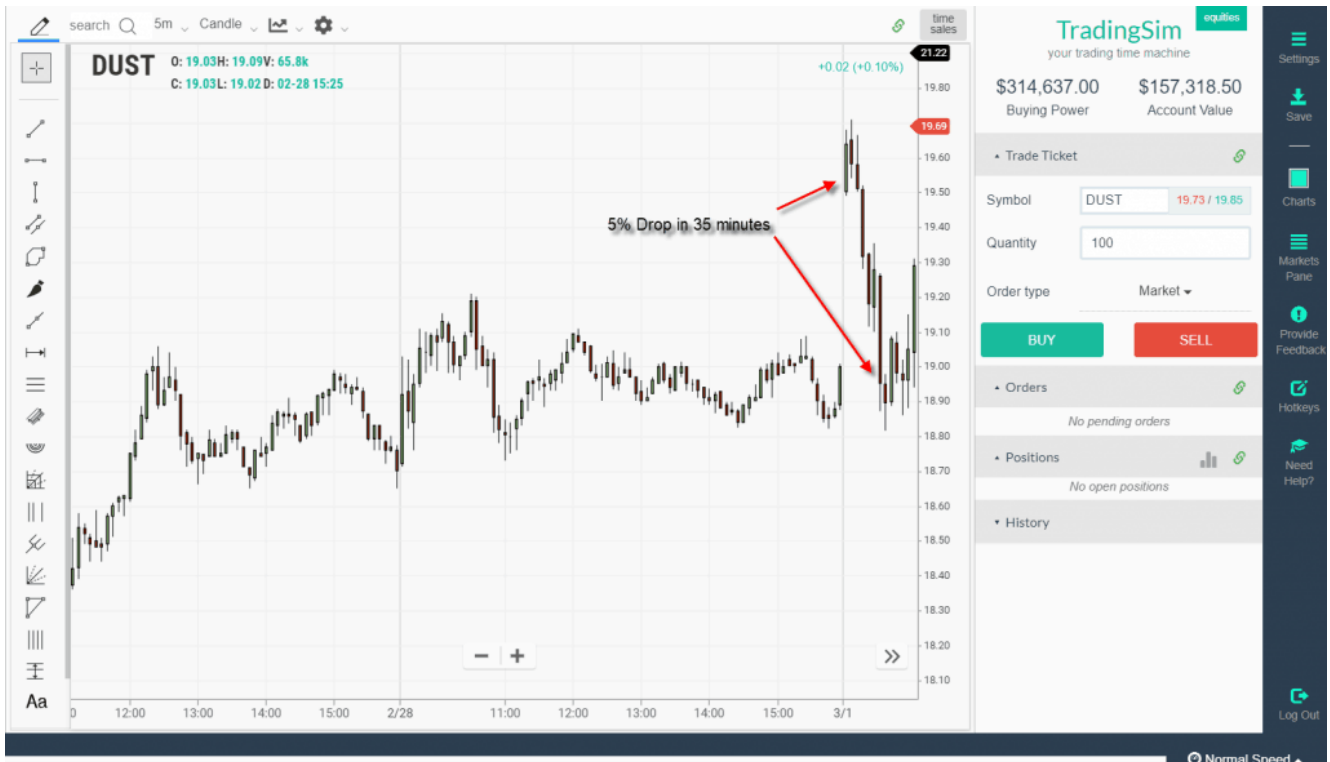 search 5m Candle
time
sales
DUST
O: 19.03H: 19.09V: 65.8k
C: 19.03L: 19.02 D: 02-28 15:25
+0.02 (+0.10%)
21.22
19.80
19.69
19.60
19.50
19.40
19.30
19.20
19.10
19.00
18.90
18.80
18.70
18.60
18.50
18.40
18.30
18.20
18.10
5% Drop in 35 minutes
Aa
0 12:00 13:00 14:00 15:00 2/28 11:00 12:00 13:00 14:00 15:00 3/1
equities
TradingSim
your trading time machine
$314,637.00 $157,318.50
Buying Power Account Value
Trade Ticket
Symbol DUST 19.73 / 19.85
Quantity 100
Order type Market
BUY SELL
Orders
No pending orders
Positions
No open positions
History
Settings
Save
Charts
Markets
Pane
Provide
Feedback
Hotkeys
Need
Help?
Log Out
Normal Speed